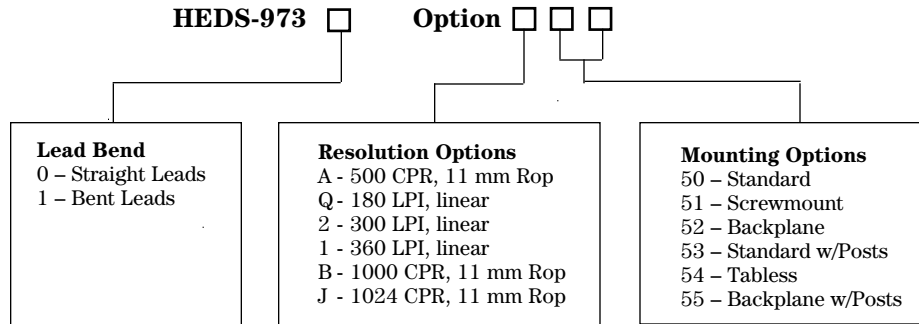 HEDS-973 Option
Lead Bend
0 – Straight Leads
1 – Bent Leads
Resolution Options
A - 500 CPR, 11 mm Rop
Q - 180 LPI, linear
2 - 300 LPI, linear
1 - 360 LPI, linear
B - 1000 CPR, 11 mm Rop
J - 1024 CPR, 11 mm Rop
Mounting Options
50 – Standard
51 – Screwmount
52 – Backplane
53 – Standard w/Posts
54 – Tabless
55 – Backplane w/Posts